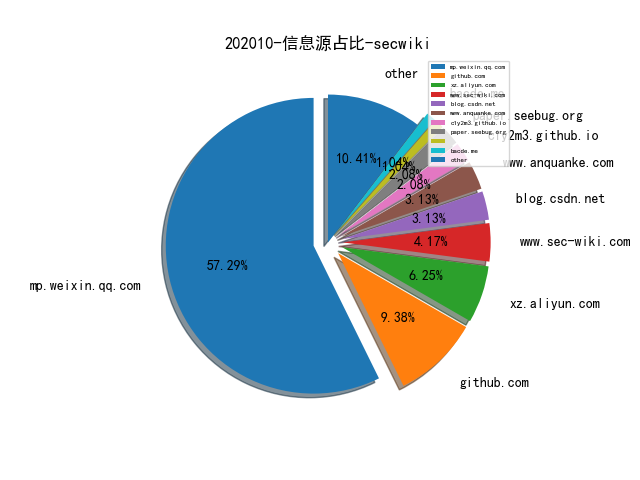 202010-信息源占比-secwiki
other
mp.weixin.qq.com
github.com
xz.aliyun.com
www.sec-wiki.com
blog.csdn.net
www.anquanke.com
cly2m3.github.io
paper.seebug.org
bacde.me
other
seebug.org
cly2m3.github.io
www.anquanke.com
blog.csdn.net
www.sec-wiki.com
xz.aliyun.com
github.com
mp.weixin.qq.com
10.41%
1.04%
1.04%
2.08%
2.08%
3.13%
3.13%
4.17%
6.25%
9.38%
57.29%